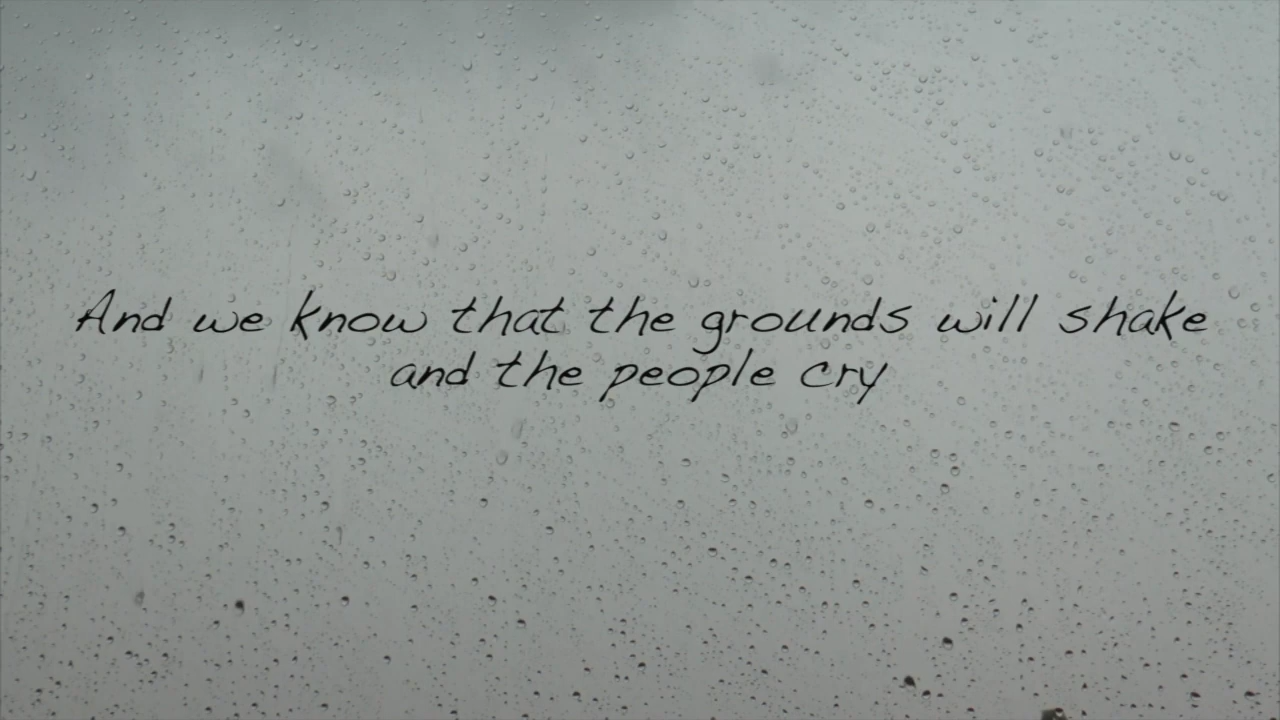 And we know that the grounds will shake
and the people cry